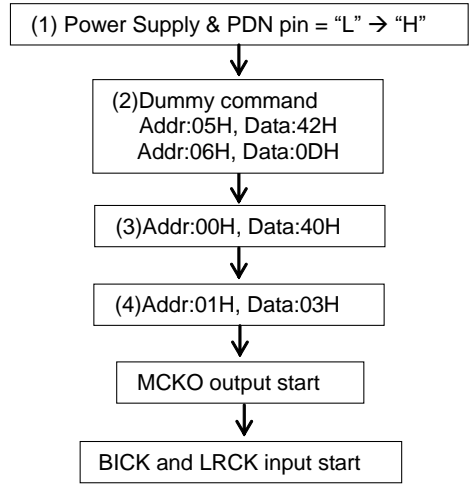 (1) Power Supply & PDN pin = “L” → “H”
(2)Dummy command
Addr:05H, Data:42H
Addr:06H, Data:0DH
(3)Addr:00H, Data:40H
(4)Addr:01H, Data:03H
MCKO output start
BICK and LRCK input start